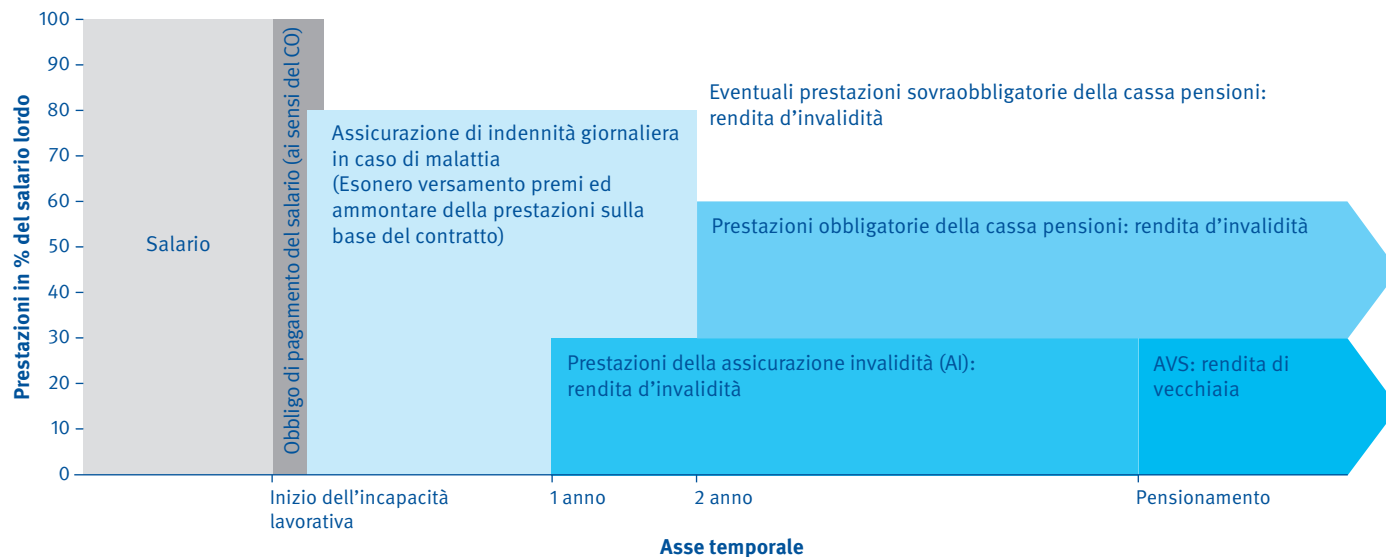 Prestazioni in % del salario lordo
100
90
80
70
60
50
40
30
20
10
0
Salario
Obbligo di pagamento del salario (ai sensi del CO)
Assicurazione di indennità giornaliera
in caso di malattia
(Esonero versamento premi ed
ammontare della prestazioni sulla
base del contratto)
Eventuali prestazioni sovraobbligatorie della cassa pensioni:
rendita d'invalidità
Prestazioni obbligatorie della cassa pensioni: rendita d'invalidità
Prestazioni della assicurazione invalidità (AI):
rendita d'invalidità
AVS: rendita di
vecchiaia
Inizio dell'incapacità
lavorativa
1 anno
2 anno
Pensionamento
Asse temporale